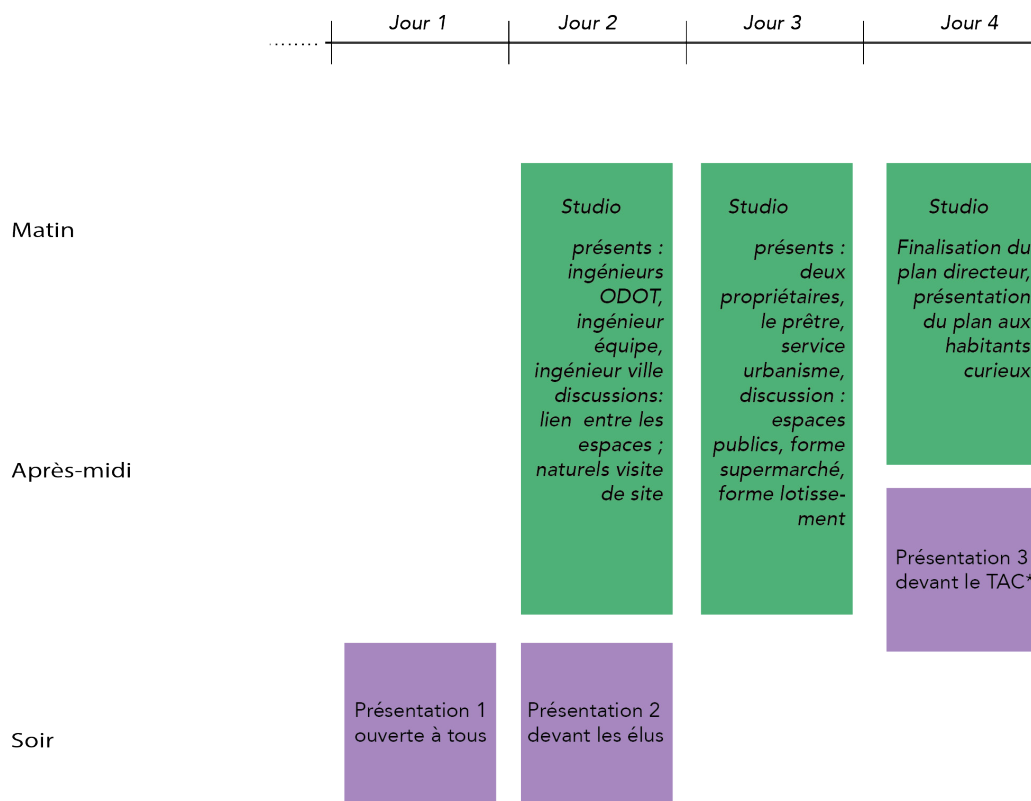 Jour 1
Jour 2
Jour 3
Jour 4
Matin
Studio
présents :
ingénieurs
ODOT,
ingénieur
équipe,
ingénieur ville
discussions:
lien entre les
espaces ;
naturels visite
de site
Studio
présents :
deux
propriétaires,
le prêtre,
service
urbanisme,
discussion :
espaces
publics, forme
supermarché,
forme lotisse-
ment
Studio
Finalisation du
plan directeur,
présentation
du plan aux
habitants
curieux
Après-midi
Présentation 3
devant le TAC*
Soir
Présentation 1
ouverte à tous
Présentation 2
devant les élus